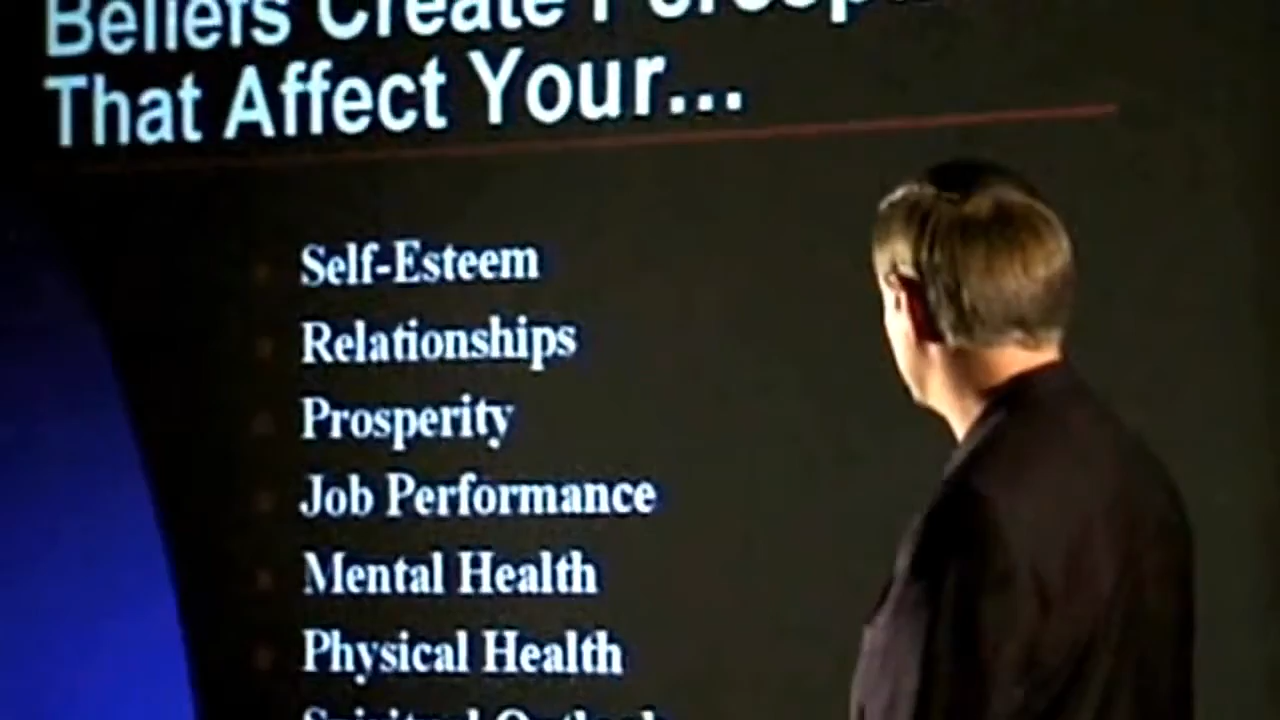 Beliefs Create
That Affect Your...
Self-Esteem
Relationships
Prosperity
Job Performance
Mental Health
Physical Health